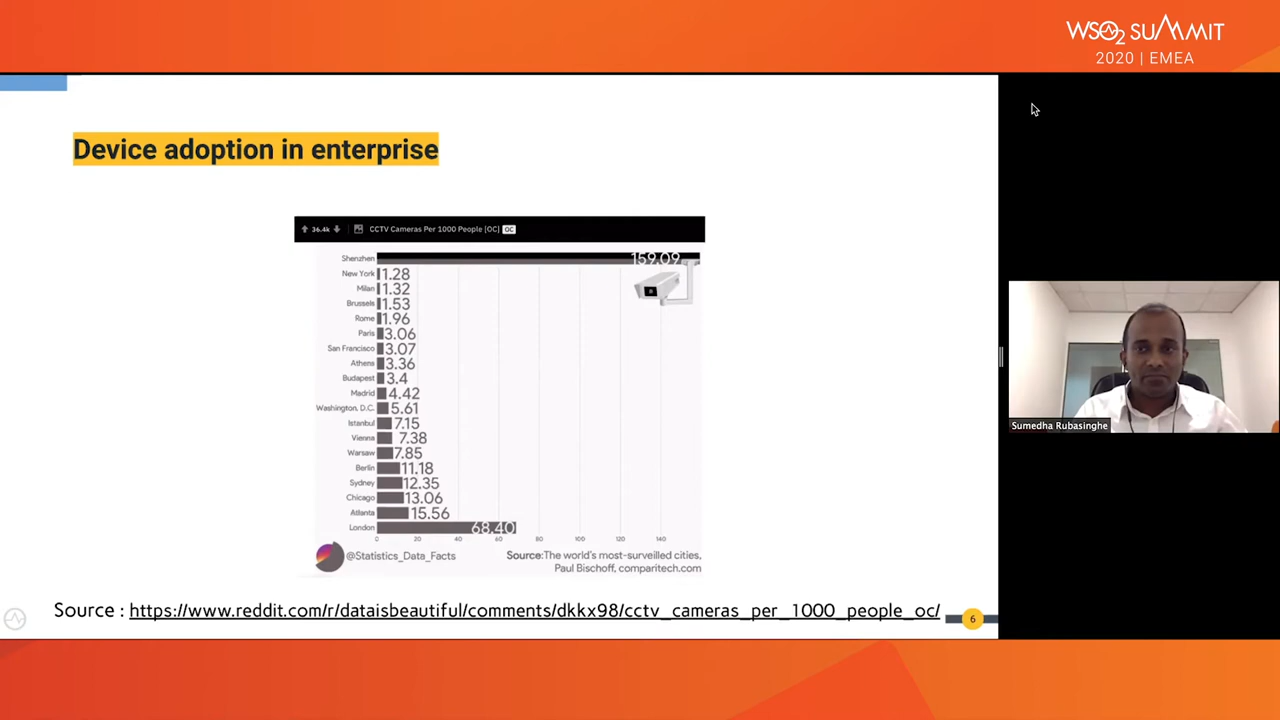 WSO2 SUMMIT
2020 | EMEA
Device adoption in enterprise
36.4k CCTV Cameras Per 1000 People [OC] OC
Shenzhen 159.09
New York 1.28
Milan 1.32
Brussels 1.53
Rome 1.96
Paris 3.06
San Francisco 3.07
Athens 3.36
Budapest 3.4
Madrid 4.42
Washington, D.C. 5.61
Istanbul 7.15
Vienna 7.38
Warsaw 7.85
Berlin 11.18
Sydney 12.35
Chicago 13.06
Atlanta 15.56
London 68.40
0 20 40 60 80 100 120 140
@Statistics_Data_Facts
Source:The world's most-surveilled cities,
Paul Bischoff, comparitech.com
Source : https://www.reddit.com/r/dataisbeautiful/comments/dkkx98/cctv_cameras_per_1000_people_oc/
6
Sumedha Rubasinghe